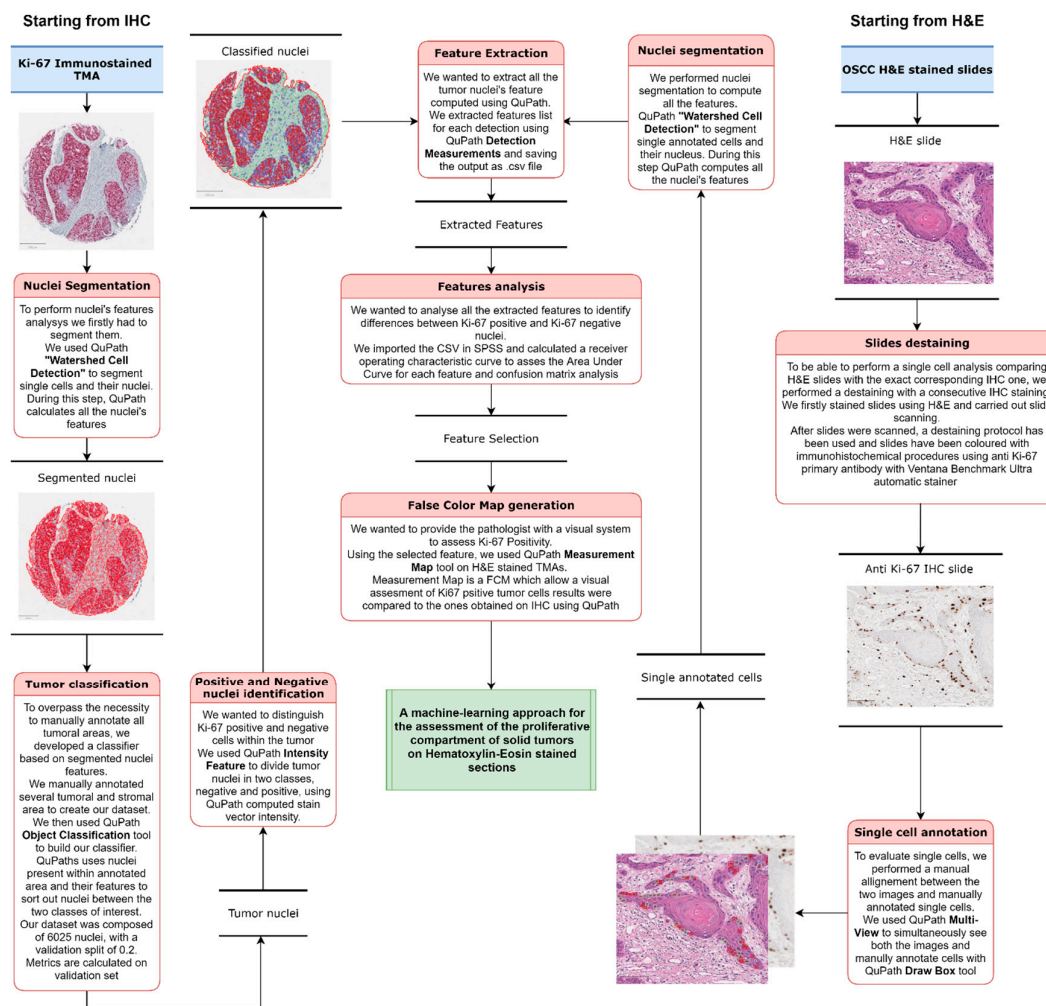 Starting from IHC
Ki-67 Immunostained
TMA
Nuclei Segmentation
To perform nuclei's features
analysys we firstly had to
segment them.
We used QuPath
"Watershed Cell
Detection" to segment
single cells and their nuclei.
During this step, QuPath
calculates all the nuclei's
features
Segmented nuclei
Tumor classification
To overpass the necessity
to manually annotate all
tumoral areas, we
developed a classifier
based on segmented nuclei
features.
We manually annotated
several tumoral and stromal
area to create our dataset.
We then used QuPath
Object Classification tool
to build our classifier.
QuPaths uses nuclei
present within annotated
area and their features to
sort out nuclei between the
two classes of interest.
Our dataset was composed
of 6025 nuclei, with a
validation split of 0.2.
Metrics are calculated on
validation set
Tumor nuclei
Positive and Negative
nuclei identification
We wanted to distinguish
Ki-67 positive and negative
cells within the tumor
We used QuPath Intensity
Feature to divide tumor
nuclei in two classes,
negative and positive, using
QuPath computed stain
vector intensity.
Classified nuclei
Feature Extraction
We wanted to extract all the
tumor nuclei's feature
computed using QuPath.
We extracted features list
for each detection using
QuPath Detection
Measurements and saving
the output as .csv file
Extracted Features
Features analysis
We wanted to analyse all the extracted features to identify
differences between Ki-67 positive and Ki-67 negative
nuclei.
We imported the CSV in SPSS and calculated a receiver
operating characteristic curve to asses the Area Under
Curve for each feature and confusion matrix analysis
Feature Selection
False Color Map generation
We wanted to provide the pathologist with a visual system
to assess Ki-67 Positivity.
Using the selected feature, we used QuPath Measurement
Map tool on H&E stained TMAs.
Measurement Map is a FCM which allow a visual
assesment of Ki67 psitive tumor cells results were
compared to the ones obtained on IHC using QuPath
A machine-learning approach for
the assessment of the proliferative
compartment of solid tumors
on Hematoxylin-Eosin stained
sections
Starting from H&E
OSCC H&E stained slides
H&E slide
Slides destaining
To be able to perform a single cell analysis comparing
H&E slides with the exact corresponding IHC one, we
performed a destaining with a consecutive IHC staining
We firstly stained slides using H&E and carried out slid
scanning.
After slides were scanned, a destaining protocol has
been used and slides have been coloured with
immunohistochemical procedures using anti Ki-67
primary antibody with Ventana Benchmark Ultra
automatic stainer
Anti Ki-67 IHC slide
Single cell annotation
To evaluate single cells, we
performed a manual
allignement between the
two images and manually
annotated single cells.
We used QuPath Multi-
View to simultaneously see
both the images and
manully annotate cells with
QuPath Draw Box tool
Single annotated cells
Nuclei segmentation
We performed nuclei
segmentation to compute
all the features.
QuPath "Watershed Cell
Detection" to segment
single annotated cells and
their nucleus. During this
step QuPath computes all
the nuclei's features